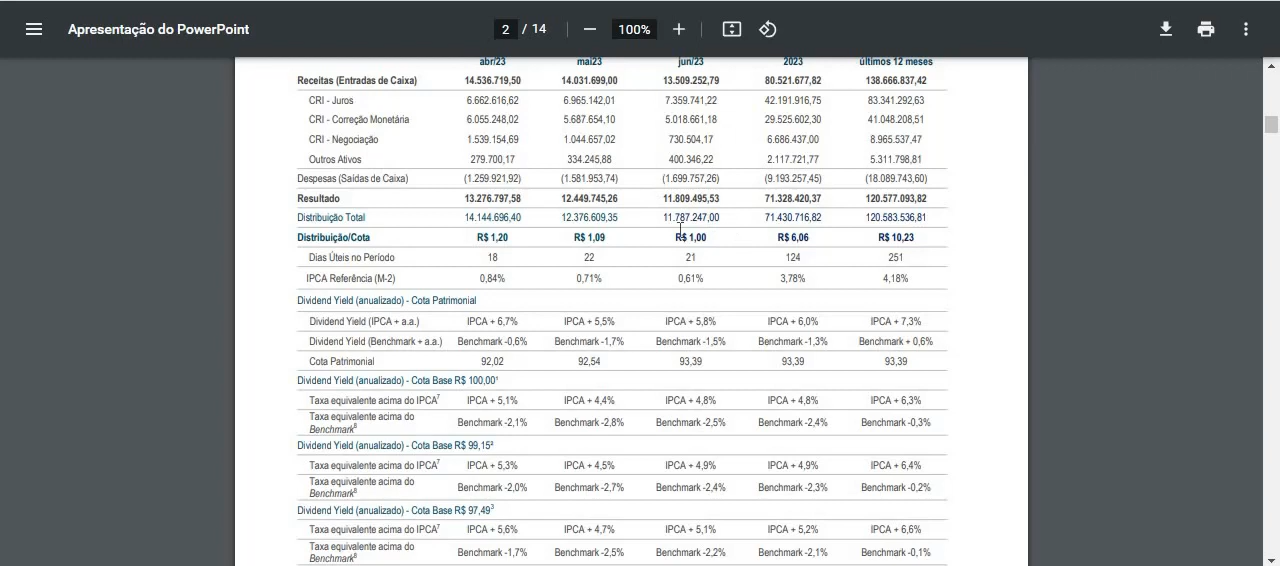 Apresentação do PowerPoint 2 / 14 100%
abr/23 mai23 jun/23 2023 últimos 12 meses
Receitas (Entradas de Caixa) 14.536.719,50 14.031.699,00 13.509.252,79 80.521.677,82 138.666.837,42
CRI - Juros 6.662.616,62 6.965.142,01 7.359.741,22 42.191.916,75 83.341.292,63
CRI - Correção Monetária 6.055.248,02 5.687.654,10 5.018.661,18 29.525.602,30 41.048.208,51
CRI - Negociação 1.539.154,69 1.044.657,02 730.504,17 6.686.437,00 8.965.537,47
Outros Ativos 279.700,17 334.245,88 400.346,22 2.117.721,77 5.311.798,81
Despesas (Saídas de Caixa) (1.259.921,92) (1.581.953,74) (1.699.757,26) (9.193.257,45) (18.089.743,60)
Resultado 13.276.797,58 12.449.745,26 11.809.495,53 71.328.420,37 120.577.093,82
Distribuição Total 14.144.696,40 12.376.609,35 11.787.247,00 71.430.716,82 120.583.536,81
Distribuição/Cota R$ 1,20 R$ 1,09 R$ 1,00 R$ 6,06 R$ 10,23
Dias Úteis no Período 18 22 21 124 251
IPCA Referência (M-2) 0,84% 0,71% 0,61% 3,78% 4,18%
Dividend Yield (anualizado) - Cota Patrimonial
Dividend Yield (IPCA + a.a.) IPCA + 6,7% IPCA + 5,5% IPCA + 5,8% IPCA + 6,0% IPCA + 7,3%
Dividend Yield (Benchmark + a.a.) Benchmark -0,6% Benchmark -1,7% Benchmark -1,5% Benchmark -1,3% Benchmark + 0,6%
Cota Patrimonial 92,02 92,54 93,39 93,39 93,39
Dividend Yield (anualizado) - Cota Base R$ 100,00¹
Taxa equivalente acima do IPCA⁷ IPCA + 5,1% IPCA + 4,4% IPCA + 4,8% IPCA + 4,8% IPCA + 6,3%
Taxa equivalente acima do
Benchmark⁸ Benchmark -2,1% Benchmark -2,8% Benchmark -2,5% Benchmark -2,4% Benchmark -0,3%
Dividend Yield (anualizado) - Cota Base R$ 99,15²
Taxa equivalente acima do IPCA⁷ IPCA + 5,3% IPCA + 4,5% IPCA + 4,9% IPCA + 4,9% IPCA + 6,4%
Taxa equivalente acima do
Benchmark⁸ Benchmark -2,0% Benchmark -2,7% Benchmark -2,4% Benchmark -2,3% Benchmark -0,2%
Dividend Yield (anualizado) - Cota Base R$ 97,49³
Taxa equivalente acima do IPCA⁷ IPCA + 5,6% IPCA + 4,7% IPCA + 5,1% IPCA + 5,2% IPCA + 6,6%
Taxa equivalente acima do
Benchmark⁸ Benchmark -1,7% Benchmark -2,5% Benchmark -2,2% Benchmark -2,1% Benchmark -0,1%